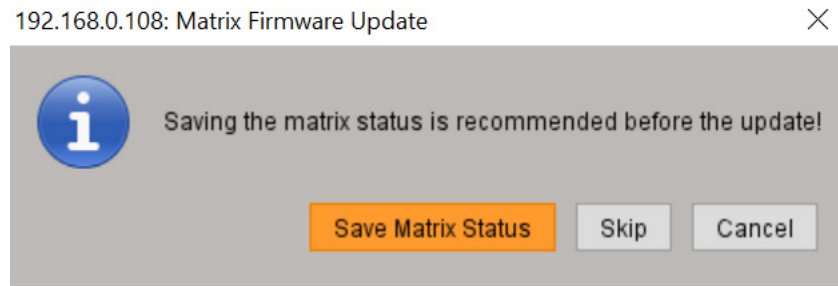 192.168.0.108: Matrix Firmware Update
Saving the matrix status is recommended before the update!
Save Matrix Status Skip Cancel